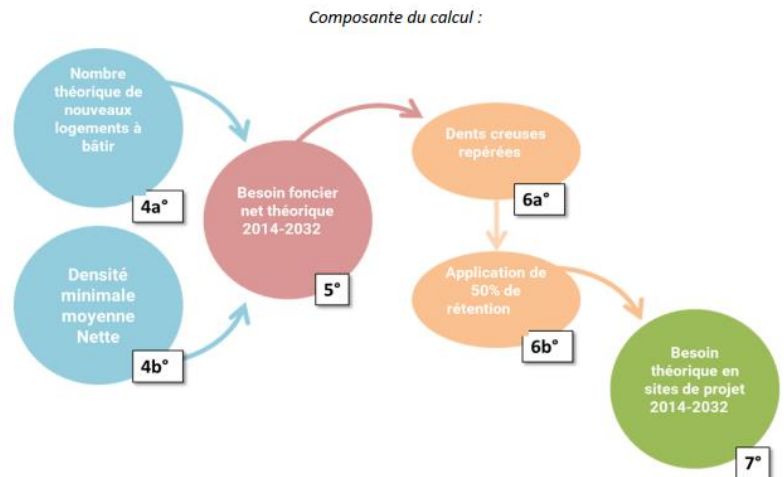 Composante du calcul :
Nombre
théorique de
nouveaux
logements à
bâtir
4a°
Densité
minimale
moyenne
Nette
4b°
Besoin foncier
net théorique
2014-2032
5°
Dents creuses
repérées
6a°
Application de
50% de
rétention
6b°
Besoin
théorique en
sites de projet
2014-2032
7°